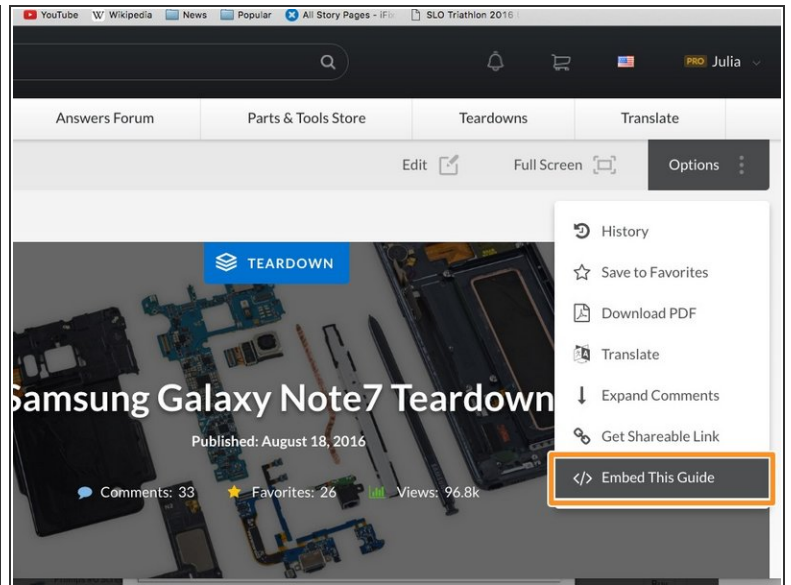 YouTube Wikipedia News Popular All Story Pages - iFix SLO Triathlon 2016
PRO Julia
Answers Forum Parts & Tools Store Teardowns Translate
Edit Full Screen Options
History
TEARDOWN
Save to Favorites
Download PDF
Translate
Samsung Galaxy Note7 Teardown
Expand Comments
Published: August 18, 2016
Get Shareable Link
Comments: 33 Favorites: 26 Views: 96.8k
</> Embed This Guide